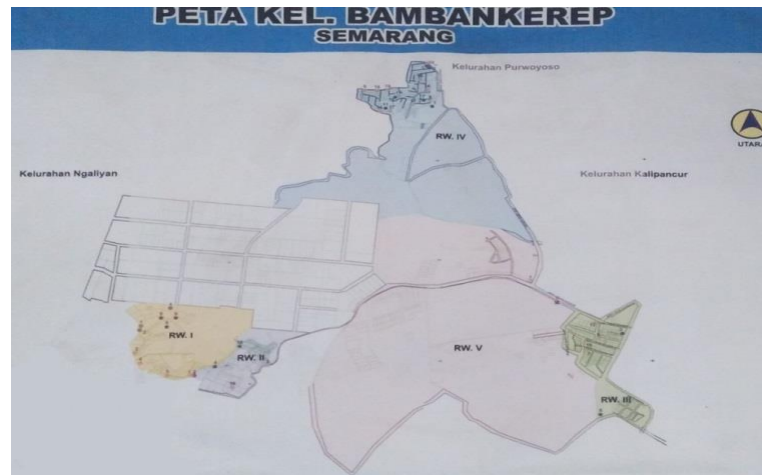 PETA KEL. BAMBANKEREP
SEMARANG
Kelurahan Purwoyoso
RW. IV
UTARA
Kelurahan Ngaliyan
Kelurahan Kalipancur
RW. I
RW. II
RW. V
RW. III